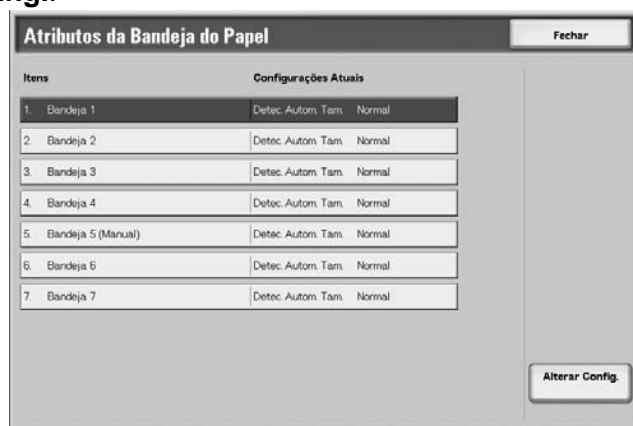 Atributos da Bandeja do Papel Fechar
Itens Configurações Atuais
1. Bandeja 1 Detec. Autom. Tam. Normal
2. Bandeja 2 Detec. Autom. Tam. Normal
3. Bandeja 3 Detec. Autom. Tam. Normal
4. Bandeja 4 Detec. Autom. Tam. Normal
5. Bandeja 5 (Manual) Detec. Autom. Tam. Normal
6. Bandeja 6 Detec. Autom. Tam. Normal
7. Bandeja 7 Detec. Autom. Tam. Normal
Alterar Config.